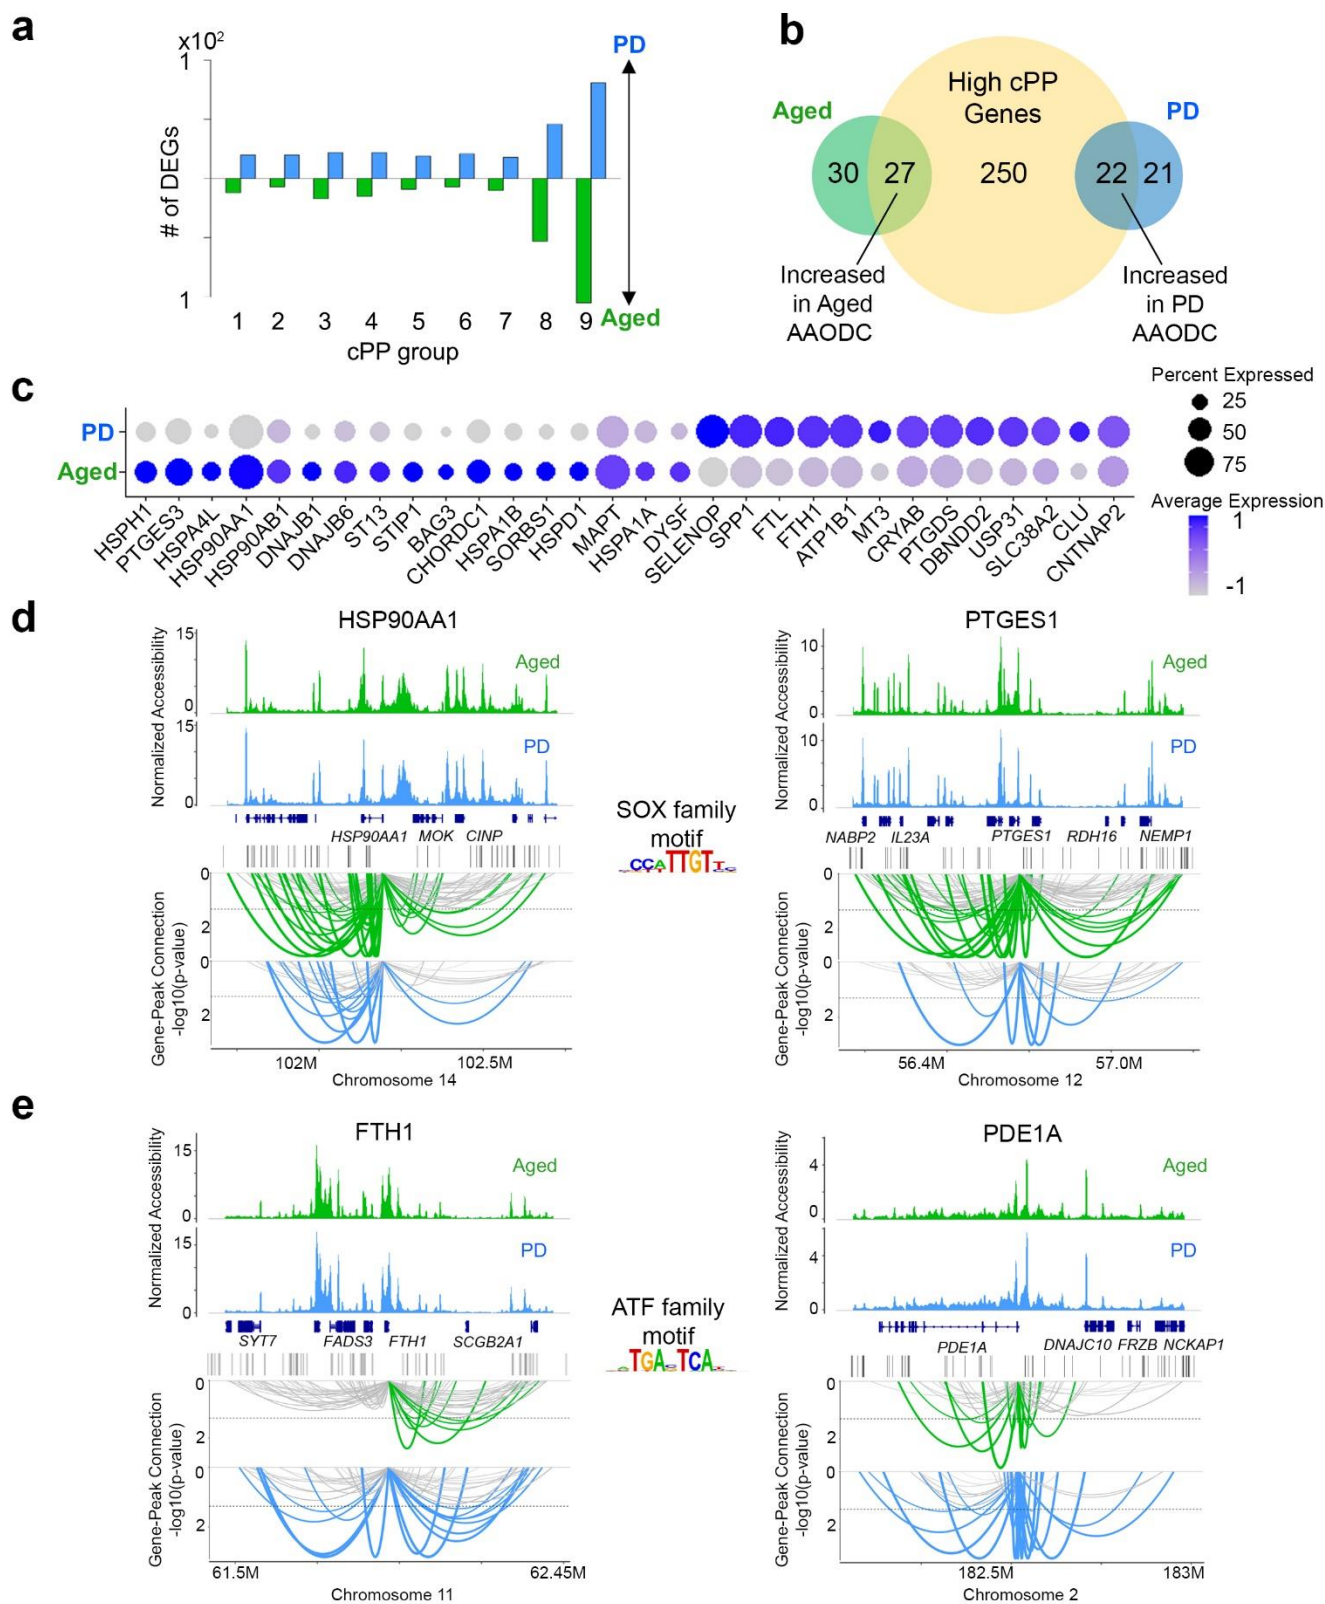 a
x10²
1
PD
# of DEGs
1
1 2 3 4 5 6 7 8 9
Aged
cPP group
b
High cPP
Genes
Aged
PD
30 27 250 22 21
Increased
in Aged
AAODC
Increased
in PD
AAODC
c
PD
Aged
HSPH1
PTGES3
HSPA4L
HSP90AA1
HSP90AB1
DNAJB1
DNAJB6
ST13
STIP1
BAG3
CHORDC1
HSPA1B
SORBS1
HSPD1
MAPT
HSPA1A
DYSF
SELENOP
SPP1
FTL
FTH1
ATP1B1
MT3
CRYAB
PTGDS
DBNDD2
USP31
SLC38A2
CLU
CNTNAP2
Percent Expressed
25
50
75
Average Expression
1
-1
d
HSP90AA1
Normalized Accessibility
15
0
Aged
15
0
PD
HSP90AA1 MOK CINP
Gene-Peak Connection
-log10(p-value)
0
2
0
2
102M 102.5M
Chromosome 14
SOX family
motif
CCATTGT
PTGES1
Normalized Accessibility
10
0
Aged
10
0
PD
NABP2 IL23A PTGES1 RDH16 NEMP1
Gene-Peak Connection
-log10(p-value)
0
2
0
2
56.4M 57.0M
Chromosome 12
e
FTH1
Normalized Accessibility
15
0
Aged
15
0
PD
SYT7 FADS3 FTH1 SCGB2A1
Gene-Peak Connection
-log10(p-value)
0
2
0
2
61.5M 62.45M
Chromosome 11
ATF family
motif
TGA TCA
PDE1A
Normalized Accessibility
4
0
Aged
4
0
PD
PDE1A DNAJC10 FRZB NCKAP1
Gene-Peak Connection
-log10(p-value)
0
2
0
2
182.5M 183M
Chromosome 2